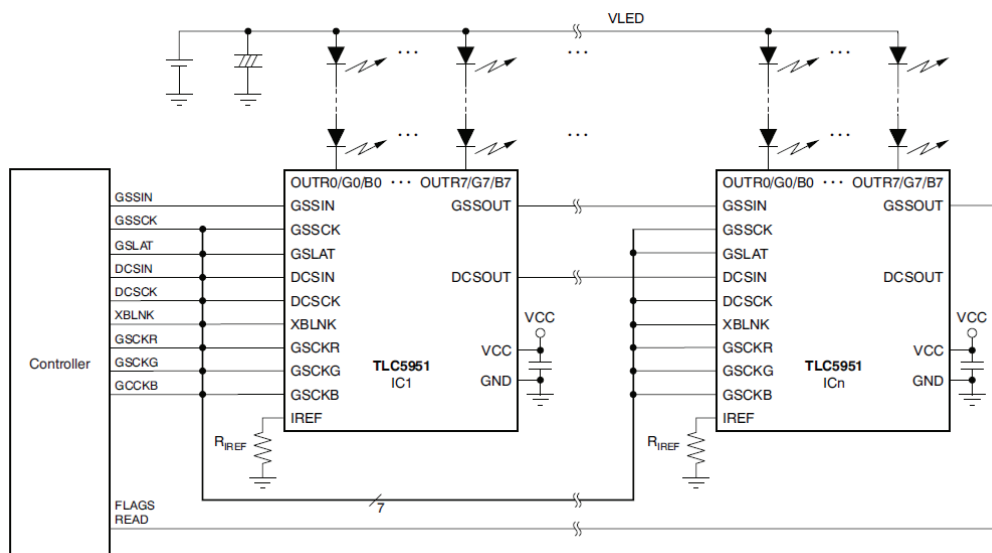 VLED
... ... ...
... ... ...
OUTR0/G0/B0 ... OUTR7/G7/B7
GSSIN
GSSCK
GSLAT
DCSIN
DCSCK
XBLNK
GSCKR
GSCKG
GSCKB
IREF
GSSOUT
DCSOUT
VCC
VCC
GND
TLC5951
IC1
RIREF
OUTR0/G0/B0 ... OUTR7/G7/B7
GSSIN
GSSCK
GSLAT
DCSIN
DCSCK
XBLNK
GSCKR
GSCKG
GSCKB
IREF
GSSOUT
DCSOUT
VCC
VCC
GND
TLC5951
ICn
RIREF
Controller
GSSIN
GSSCK
GSLAT
DCSIN
DCSCK
XBLNK
GSCKR
GSCKG
GCCKB
FLAGS
READ
7